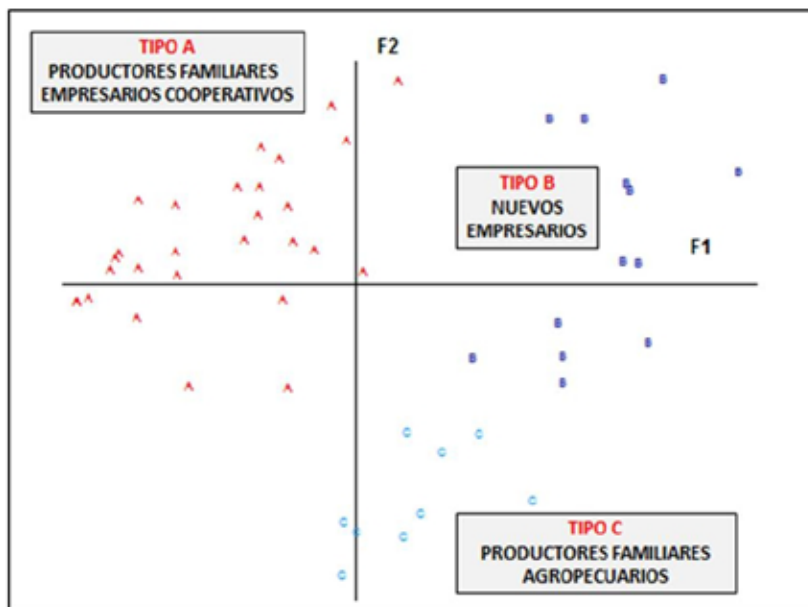 TIPO A
PRODUCTORES FAMILIARES
EMPRESARIOS COOPERATIVOS
F2
TIPO B
NUEVOS
EMPRESARIOS
F1
TIPO C
PRODUCTORES FAMILIARES
AGROPECUARIOS